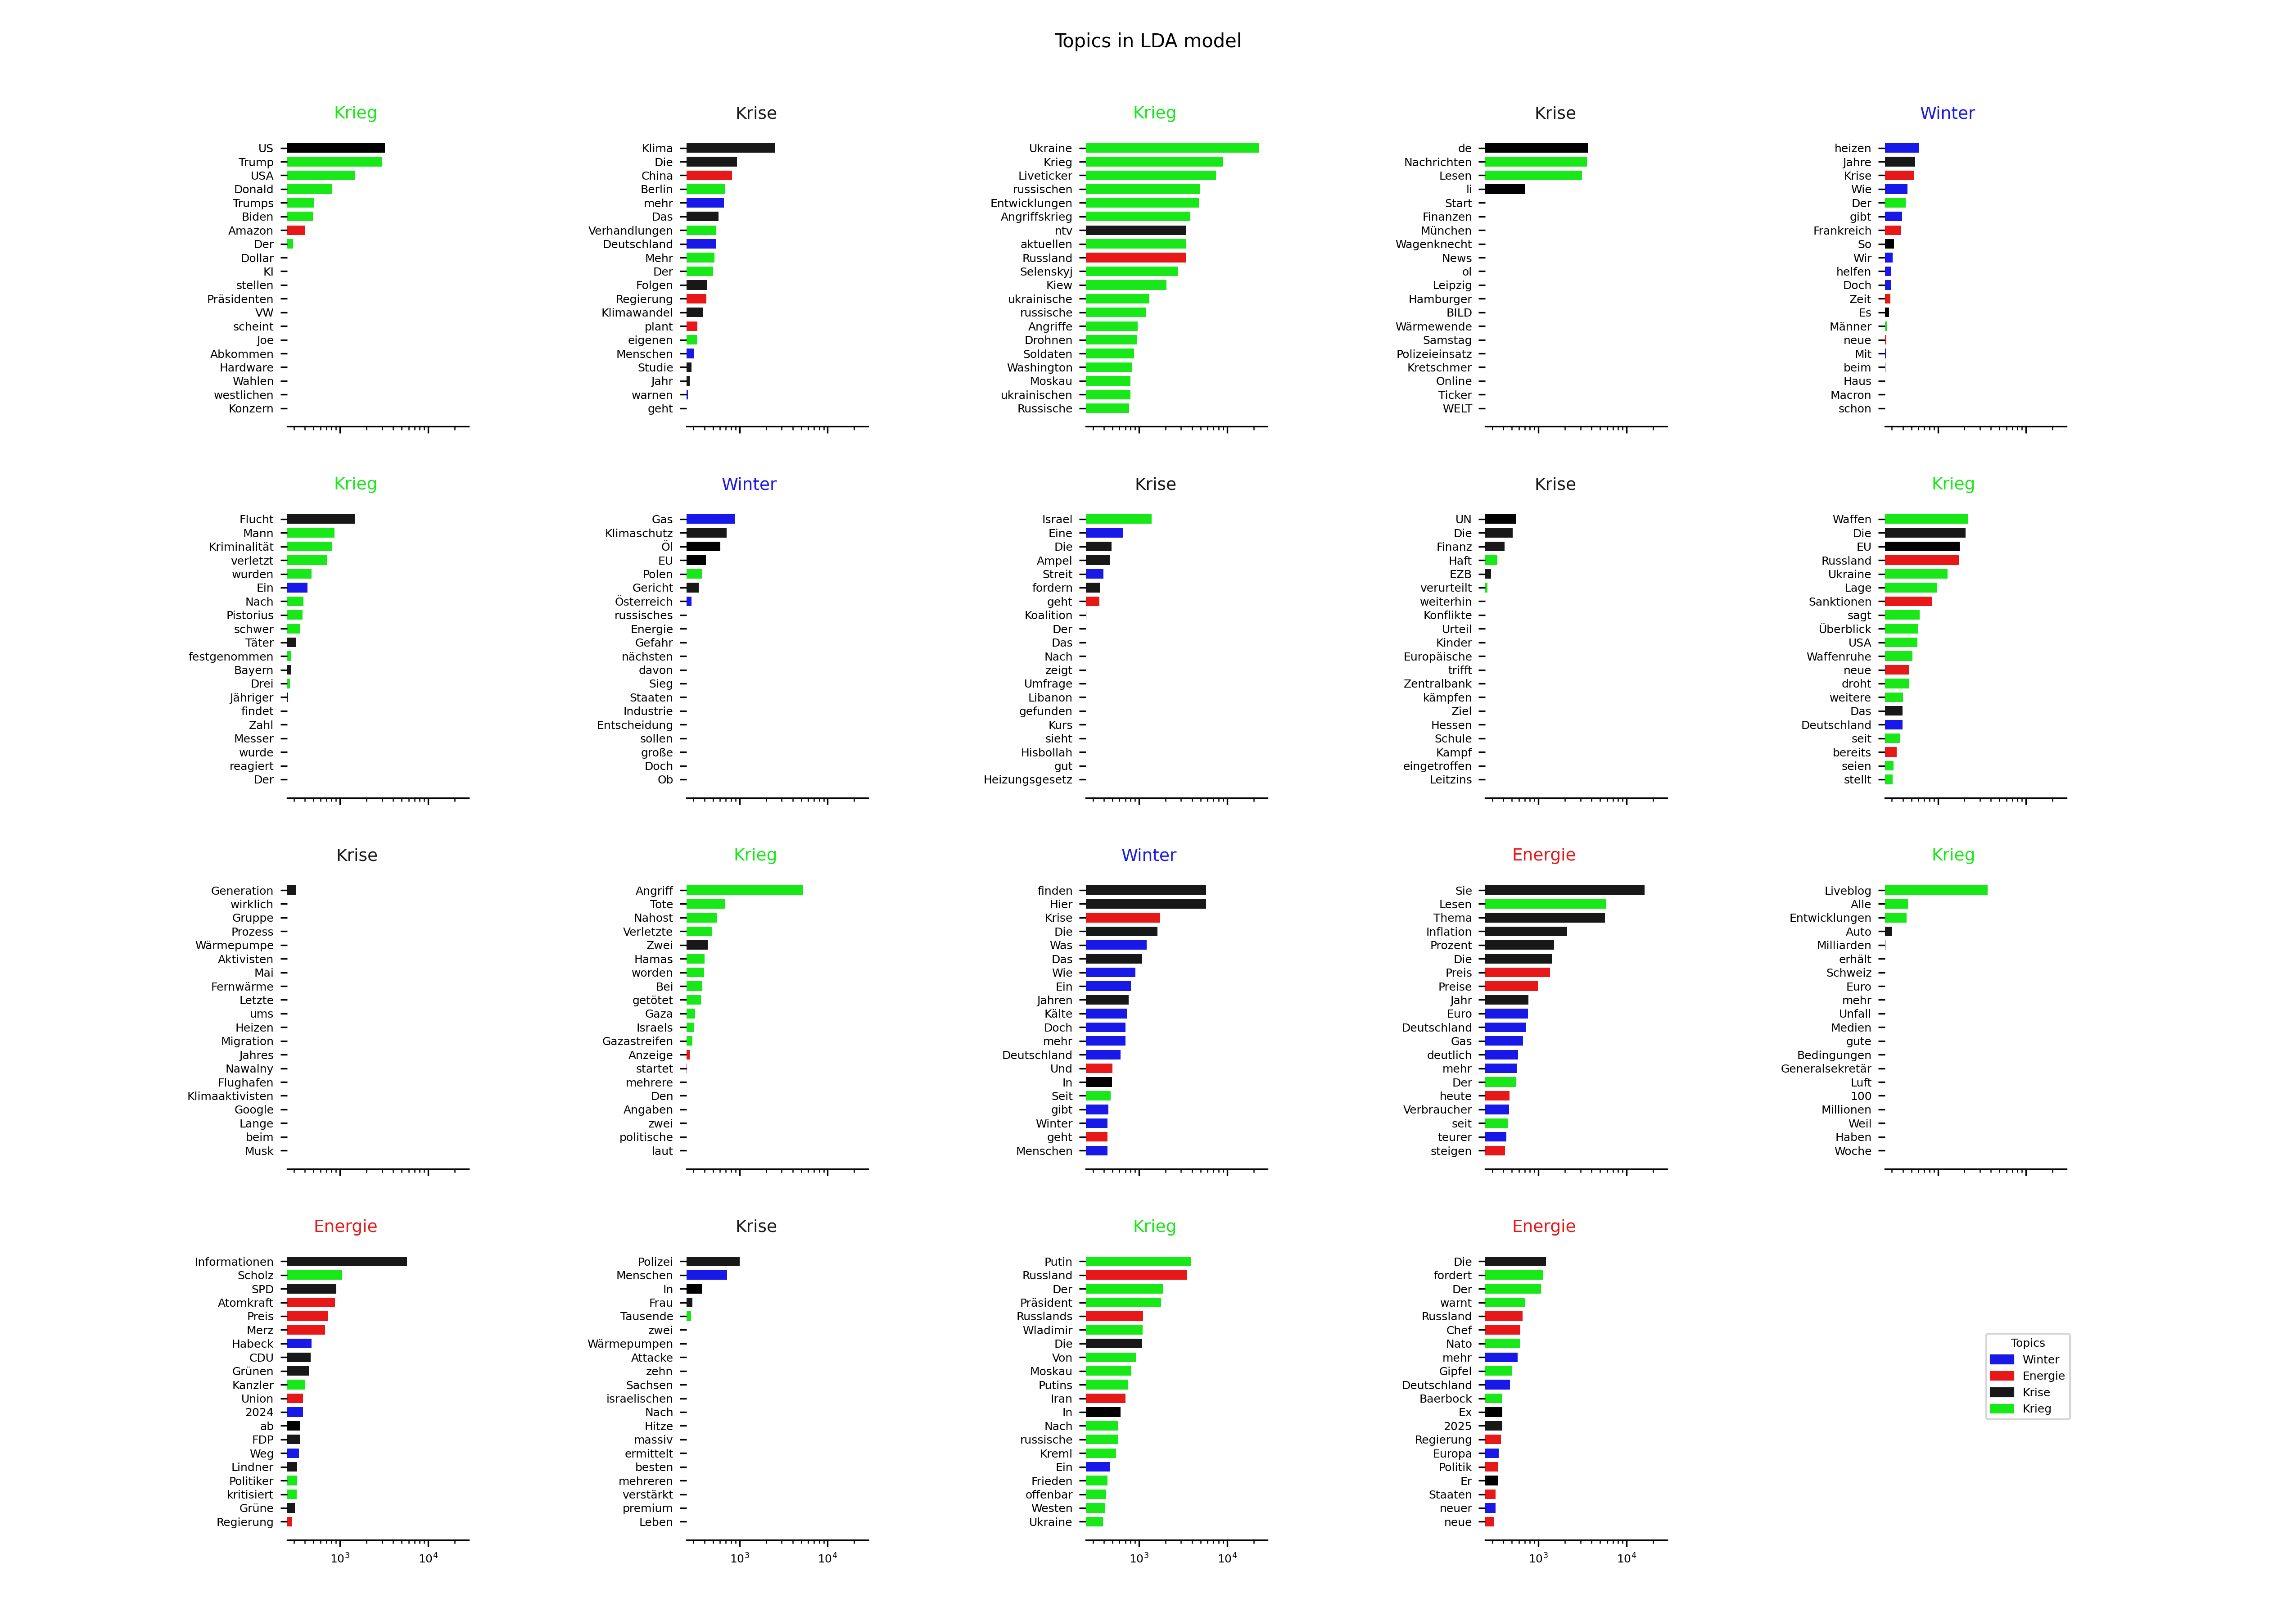 Topics in LDA model
Krieg
US
Trump
USA
Donald
Trumps
Biden
Amazon
Der
Dollar
KI
stellen
Präsidenten
VW
scheint
Joe
Abkommen
Hardware
Wahlen
westlichen
Konzern
Krise
Klima
Die
China
Berlin
mehr
Das
Verhandlungen
Deutschland
Mehr
Der
Folgen
Regierung
Klimawandel
plant
eigenen
Menschen
Studie
Jahr
warnen
geht
Krieg
Ukraine
Krieg
Liveticker
russischen
Entwicklungen
Angriffskrieg
ntv
aktuellen
Russland
Selenskyj
Kiew
ukrainische
russische
Angriffe
Drohnen
Soldaten
Washington
Moskau
ukrainischen
Russische
Krise
de
Nachrichten
Lesen
li
Start
Finanzen
München
Wagenknecht
News
ol
Leipzig
Hamburger
BILD
Wärmewende
Samstag
Polizeieinsatz
Kretschmer
Online
Ticker
WELT
Winter
heizen
Jahre
Krise
Wie
Der
gibt
Frankreich
So
Wir
helfen
Doch
Zeit
Es
Männer
neue
Mit
beim
Haus
Macron
schon
Krieg
Flucht
Mann
Kriminalität
verletzt
wurden
Ein
Nach
Pistorius
schwer
Täter
festgenommen
Bayern
Drei
Jähriger
findet
Zahl
Messer
wurde
reagiert
Der
Winter
Gas
Klimaschutz
Öl
EU
Polen
Gericht
Österreich
russisches
Energie
Gefahr
nächsten
davon
Sieg
Staaten
Industrie
Entscheidung
sollen
große
Doch
Ob
Krise
Israel
Eine
Die
Ampel
Streit
fordern
geht
Koalition
Der
Das
Nach
zeigt
Umfrage
Libanon
gefunden
Kurs
sieht
Hisbollah
gut
Heizungsgesetz
Krise
UN
Die
Finanz
Haft
EZB
verurteilt
weiterhin
Konflikte
Urteil
Kinder
Europäische
trifft
Zentralbank
kämpfen
Ziel
Hessen
Schule
Kampf
eingetroffen
Leitzins
Krieg
Waffen
Die
EU
Russland
Ukraine
Lage
Sanktionen
sagt
Überblick
USA
Waffenruhe
neue
droht
weitere
Das
Deutschland
seit
bereits
seien
stellt
Krise
Generation
wirklich
Gruppe
Prozess
Wärmepumpe
Aktivisten
Mai
Fernwärme
Letzte
ums
Heizen
Migration
Jahres
Nawalny
Flughafen
Klimaaktivisten
Google
Lange
beim
Musk
Krieg
Angriff
Tote
Nahost
Verletzte
Zwei
Hamas
worden
Bei
getötet
Gaza
Israels
Gazastreifen
Anzeige
startet
mehrere
Den
Angaben
zwei
politische
laut
Winter
finden
Hier
Krise
Die
Was
Das
Wie
Ein
Jahren
Kälte
Doch
mehr
Deutschland
Und
In
Seit
gibt
Winter
geht
Menschen
Energie
Sie
Lesen
Thema
Inflation
Prozent
Die
Preis
Preise
Jahr
Euro
Deutschland
Gas
deutlich
mehr
Der
heute
Verbraucher
seit
teurer
steigen
Krieg
Liveblog
Alle
Entwicklungen
Auto
Milliarden
erhält
Schweiz
Euro
mehr
Unfall
Medien
gute
Bedingungen
Generalsekretär
Luft
100
Millionen
Weil
Haben
Woche
Energie
Informationen
Scholz
SPD
Atomkraft
Preis
Merz
Habeck
CDU
Grünen
Kanzler
Union
2024
ab
FDP
Weg
Lindner
Politiker
kritisiert
Grüne
Regierung
10³ 10⁴
Krise
Polizei
Menschen
In
Frau
Tausende
zwei
Wärmepumpen
Attacke
zehn
Sachsen
israelischen
Nach
Hitze
massiv
ermittelt
besten
mehreren
verstärkt
premium
Leben
10³ 10⁴
Krieg
Putin
Russland
Der
Präsident
Russlands
Wladimir
Die
Von
Moskau
Putins
Iran
In
Nach
russische
Kreml
Ein
Frieden
offenbar
Westen
Ukraine
10³ 10⁴
Energie
Die
fordert
Der
warnt
Russland
Chef
Nato
mehr
Gipfel
Deutschland
Baerbock
Ex
2025
Regierung
Europa
Politik
Er
Staaten
neuer
neue
10³ 10⁴
Topics
Winter
Energie
Krise
Krieg